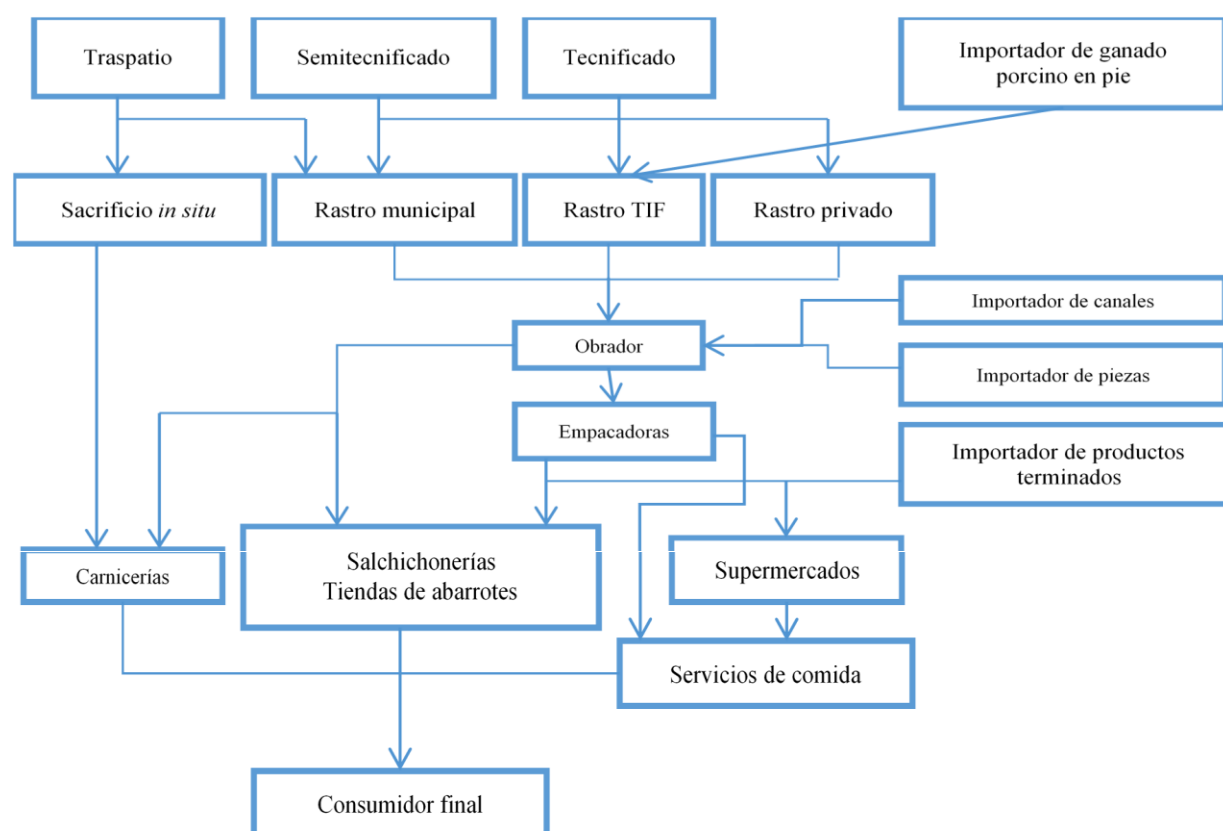 Traspatio
Semitecnificado
Tecnificado
Importador de ganado
porcino en pie
Sacrificio in situ
Rastro municipal
Rastro TIF
Rastro privado
Importador de canales
Obrador
Importador de piezas
Empacadoras
Importador de productos
terminados
Carnicerías
Salchichonerías
Tiendas de abarrotes
Supermercados
Servicios de comida
Consumidor final